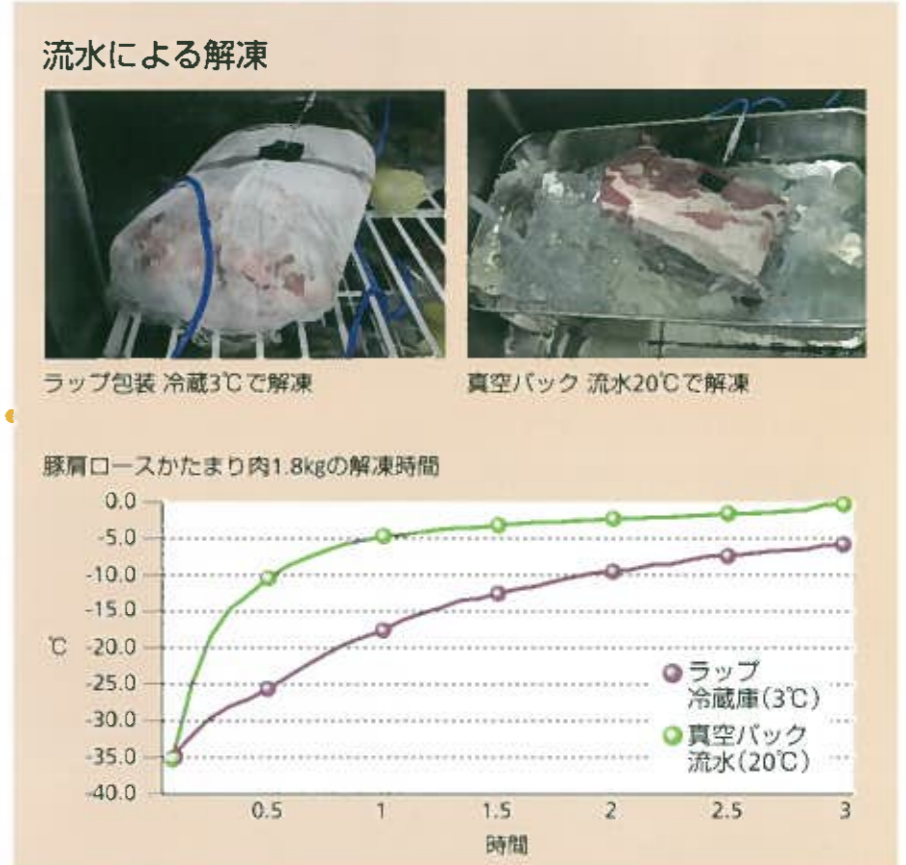 流水による解凍
ラップ包装 冷蔵3℃で解凍
真空パック 流水20℃で解凍
豚肩ロースかたまり肉1.8kgの解凍時間
0.0
-5.0
-10.0
-15.0
℃ -20.0
-25.0
-30.0
-35.0
-40.0
ラップ
冷蔵庫(3℃)
真空パック
流水(20℃)
0.5 1 1.5 2 2.5 3
時間